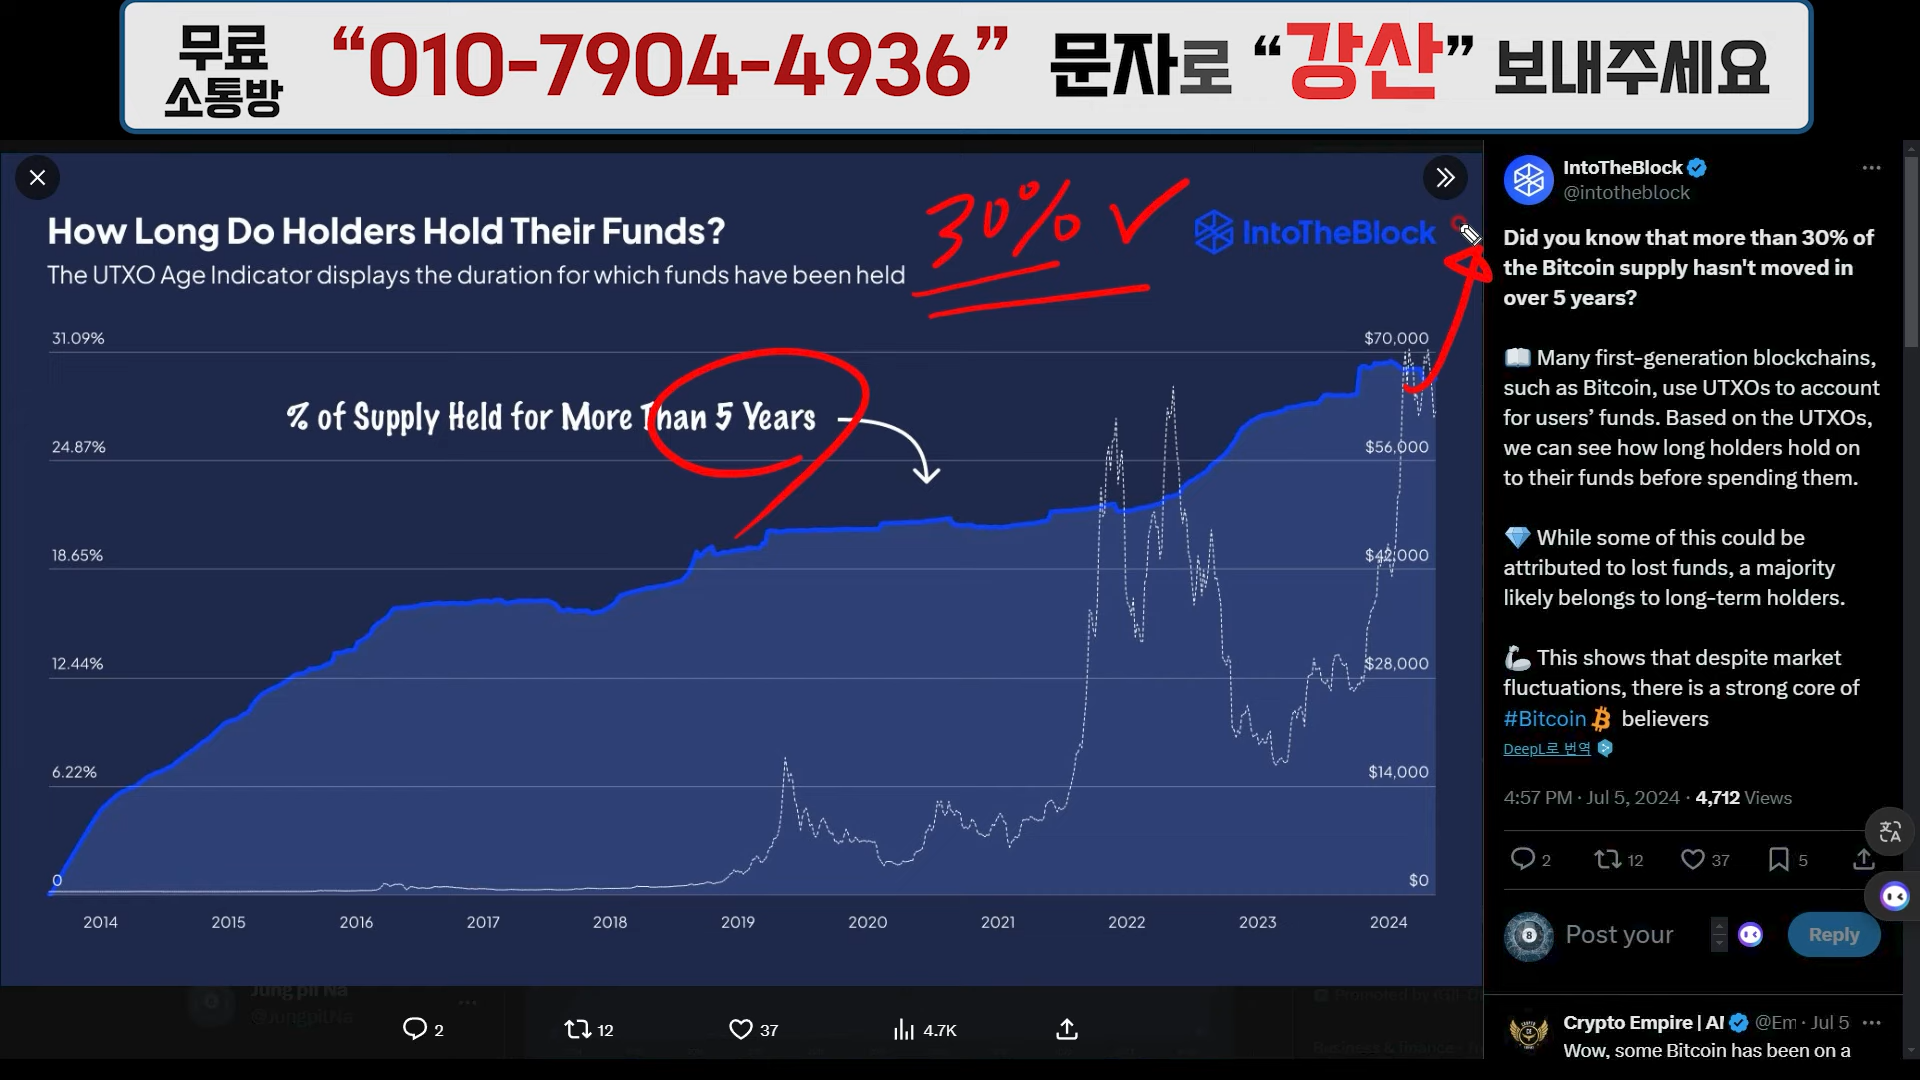 무료
소통방
“010-7904-4936” 문자로 “강산” 보내주세요
How Long Do Holders Hold Their Funds?
The UTXO Age Indicator displays the duration for which funds have been held
30% ✓
IntoTheBlock
% of Supply Held for More Than 5 Years
31.09%
24.87%
18.65%
12.44%
6.22%
0
$70,000
$56,000
$42,000
$28,000
$14,000
$0
2014 2015 2016 2017 2018 2019 2020 2021 2022 2023 2024
2 12 37 4.7K
Jung pil Na
@JungpilNa
IntoTheBlock
@intotheblock
Did you know that more than 30% of
the Bitcoin supply hasn't moved in
over 5 years?
📖 Many first-generation blockchains,
such as Bitcoin, use UTXOs to account
for users’ funds. Based on the UTXOs,
we can see how long holders hold on
to their funds before spending them.
💎 While some of this could be
attributed to lost funds, a majority
likely belongs to long-term holders.
💪 This shows that despite market
fluctuations, there is a strong core of
#Bitcoin believers
DeepL로 번역
4:57 PM · Jul 5, 2024 · 4,712 Views
2 12 37 5
Post your
Reply
Crypto Empire | AI @Em · Jul 5
Wow, some Bitcoin has been on a